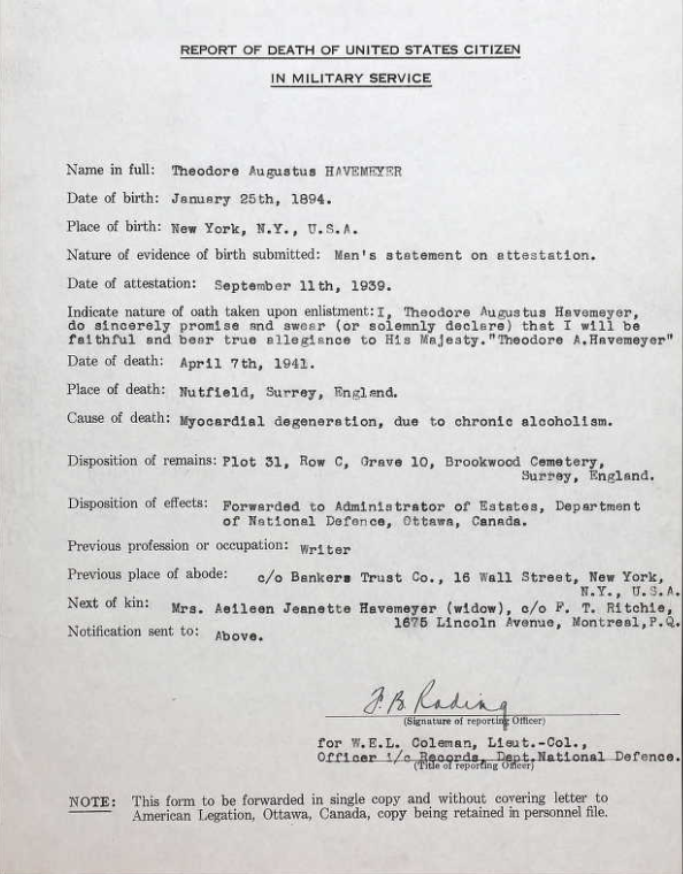 REPORT OF DEATH OF UNITED STATES CITIZEN
IN MILITARY SERVICE
Name in full: Theodore Augustus HAVEMEYER
Date of birth: January 25th, 1894.
Place of birth: New York, N.Y., U.S.A.
Nature of evidence of birth submitted: Man's statement on attestation.
Date of attestation: September 11th, 1939.
Indicate nature of oath taken upon enlistment: I, Theodore Augustus Havemeyer,
do sincerely promise and swear (or solemnly declare) that I will be
faithful and bear true allegiance to His Majesty. "Theodore A.Havemeyer"
Date of death: April 7th, 1941.
Place of death: Nutfield, Surrey, England.
Cause of death: Myocardial degeneration, due to chronic alcoholism.
Disposition of remains: Plot 31, Row C, Grave 10, Brookwood Cemetery,
Surrey, England.
Disposition of effects: Forwarded to Administrator of Estates, Department
of National Defence, Ottawa, Canada.
Previous profession or occupation: Writer
Previous place of abode: c/o Bankers Trust Co., 16 Wall Street, New York,
N.Y., U.S.A.
Next of kin: Mrs. Aeileen Jeanette Havemeyer (widow), c/o F. T. Ritchie,
1675 Lincoln Avenue, Montreal, P.Q.
Notification sent to: Above.
(Signature of reporting Officer)
for W.E.L. Coleman, Lieut.-Col.,
Officer i/c Records, Dept.National Defence.
(Title of reporting Officer)
NOTE: This form to be forwarded in single copy and without covering letter to
American Legation, Ottawa, Canada, copy being retained in personnel file.